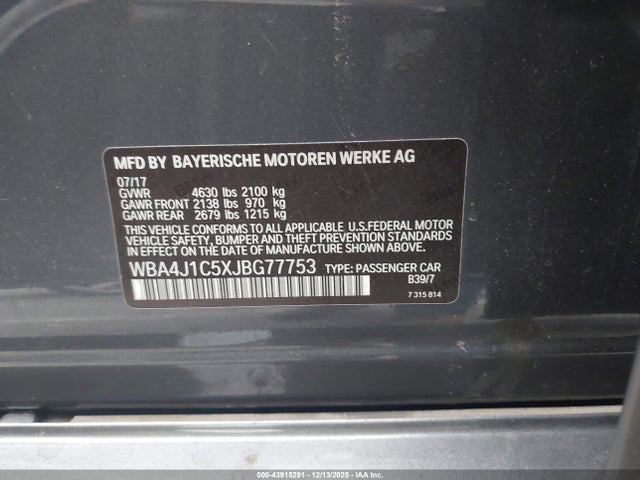 MFD BY BAYERISCHE MOTOREN WERKE AG
07/17
GVWR 4630 lbs 2100 kg
GAWR FRONT 2138 lbs 970 kg
GAWR REAR 2679 lbs 1215 kg
THIS VEHICLE CONFORMS TO ALL APPLICABLE U.S.FEDERAL MOTOR
VEHICLE SAFETY, BUMPER AND THEFT PREVENTION STANDARDS
IN EFFECT ON THE DATE OF MANUFACTURE SHOWN ABOVE.
WBA4J1C5XJBG77753 TYPE: PASSENGER CAR
B39/7
7 315 814
00-43915291 - 12/13/2025 - IAA Inc.